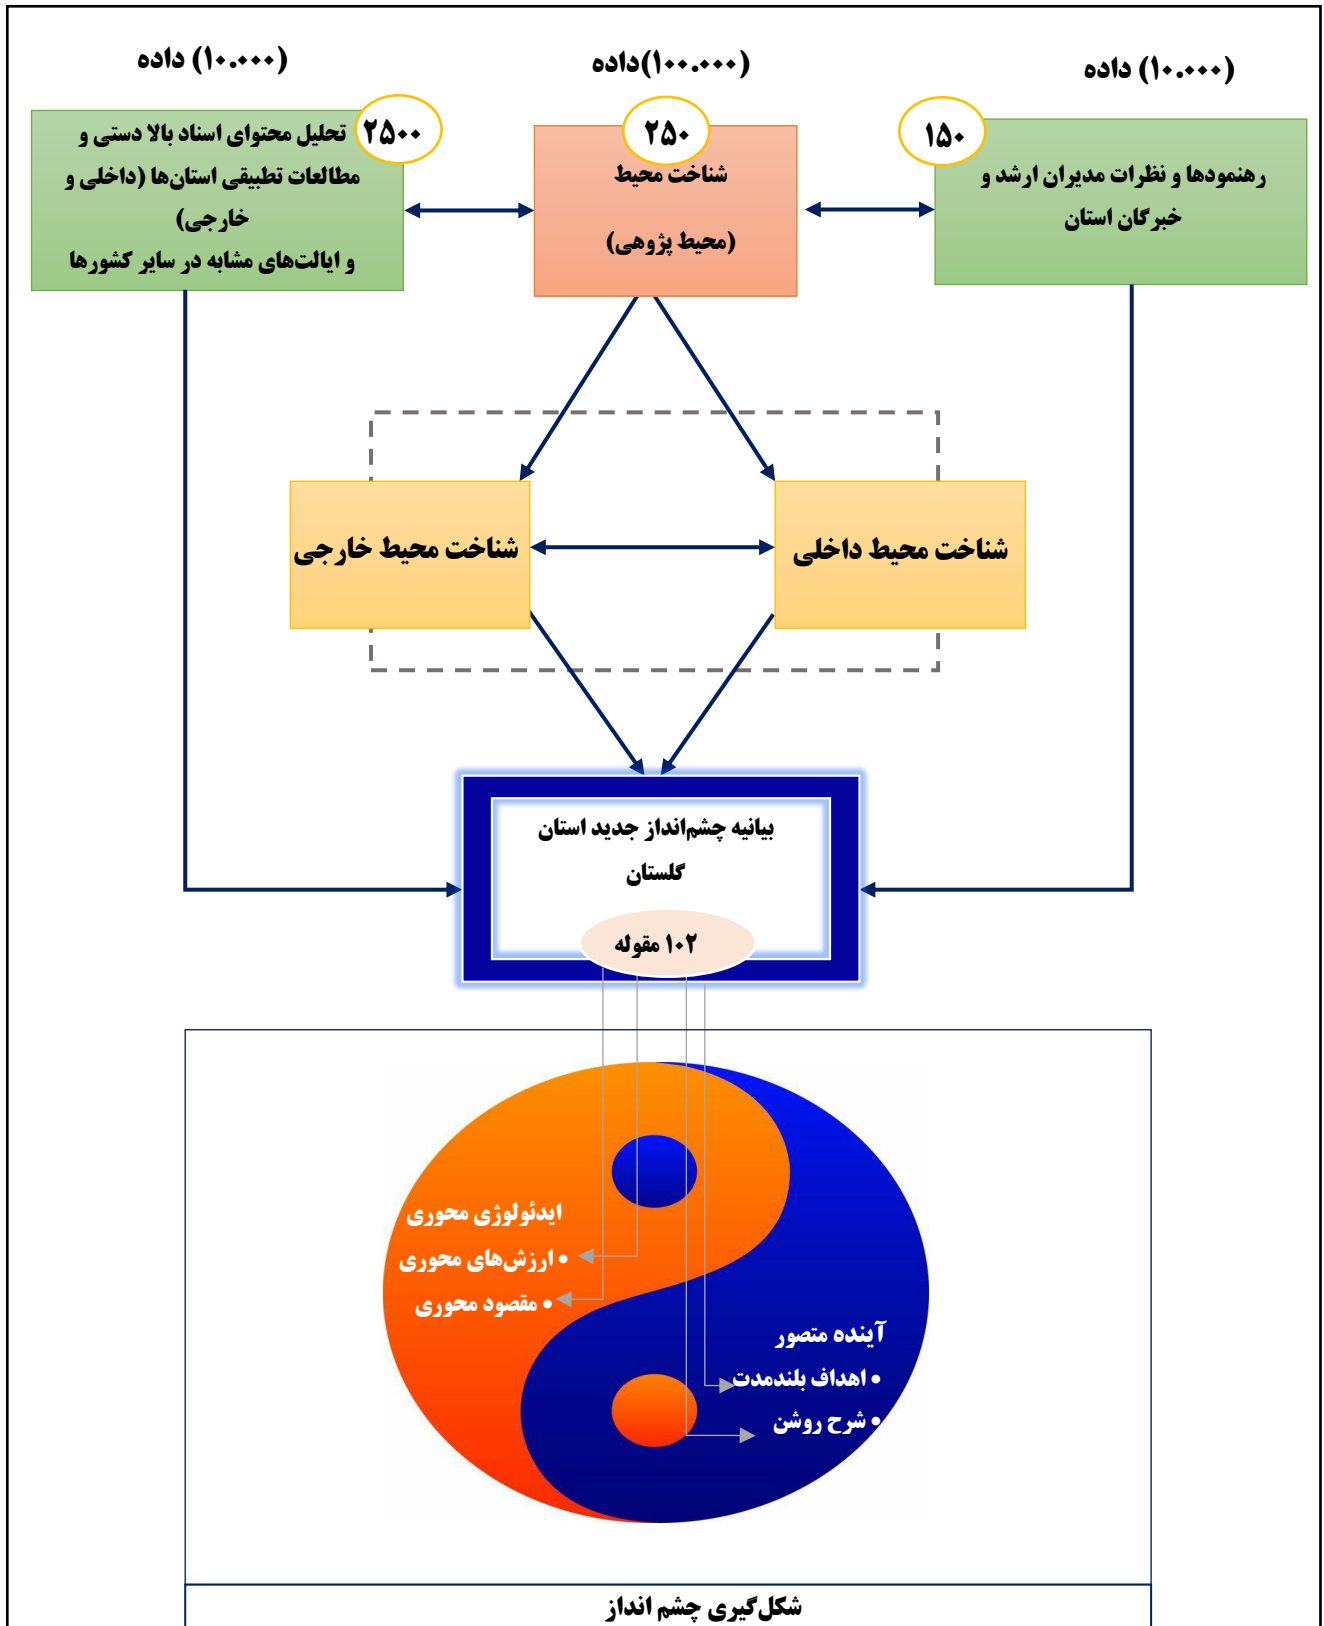 (۱۰.۰۰۰) داده
(۱۰۰.۰۰۰)داده
(۱۰.۰۰۰) داده
۱۵۰
رهنمودها و نظرات مدیران ارشد و
خبرگان استان
۲۵۰
شناخت محیط
(محیط پژوهی)
۲۵۰۰
تحلیل محتوای اسناد بالا دستی و
مطالعات تطبیقی استان‌ها (داخلی و
خارجی)
و ایالت‌های مشابه در سایر کشورها
شناخت محیط داخلی
شناخت محیط خارجی
بیانیه چشم‌انداز جدید استان
گلستان
۱۰۲ مقوله
ایدئولوژی محوری
• ارزش‌های محوری
• مقصود محوری
آینده متصور
• اهداف بلندمدت
• شرح روشن
شکل‌گیری چشم انداز